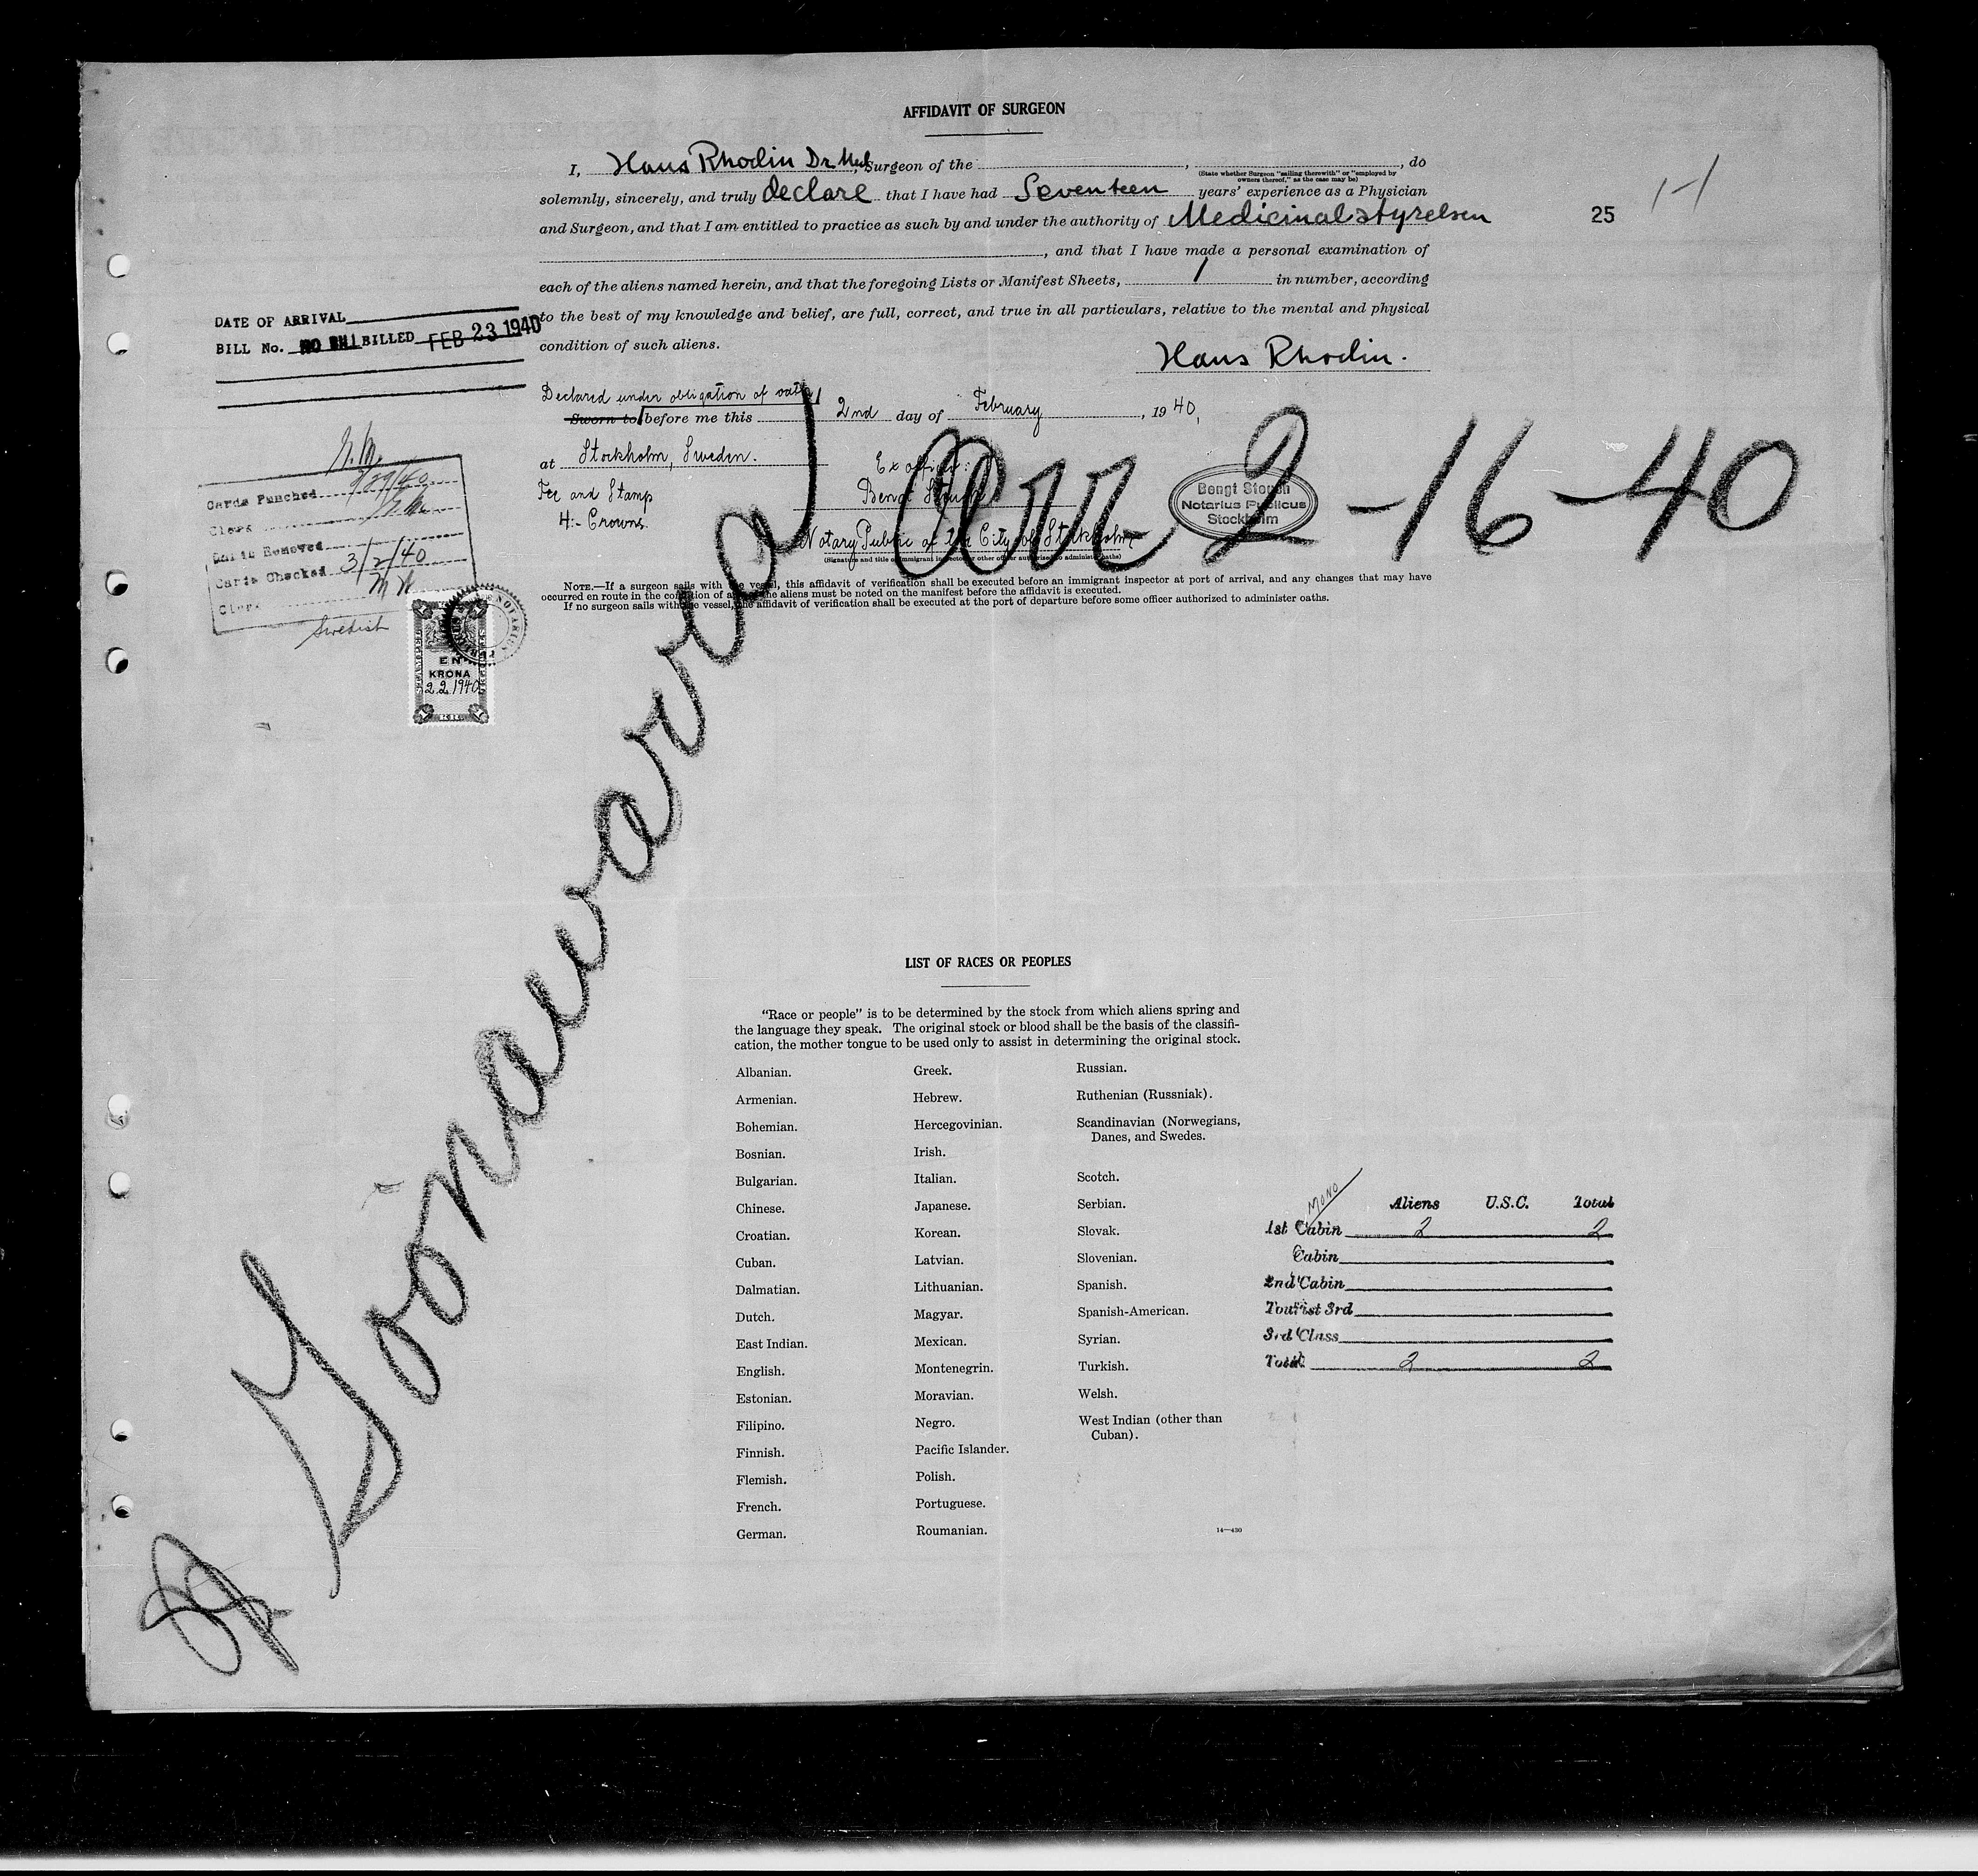 AFFIDAVIT OF SURGEON
I, Hans Rhodin Dr. Med., Surgeon of the , , do
(State whether Surgeon "sailing therewith" or "employed by
owners thereof," as the case may be)
solemnly, sincerely, and truly declare that I have had Seventeen years' experience as a Physician
and Surgeon, and that I am entitled to practice as such by and under the authority of Medicinalstyrelsen
, and that I have made a personal examination of
each of the aliens named herein, and that the foregoing Lists or Manifest Sheets, 1 in number, according
to the best of my knowledge and belief, are full, correct, and true in all particulars, relative to the mental and physical
condition of such aliens.
Hans Rhodin.
25
1-1
DATE OF ARRIVAL
BILL No. NO BILL BILLED FEB 23 1940
Declared under obligation of oath
Sworn to before me this 2nd day of February, 1940,
at Stockholm, Sweden.
Ex officio:
Fee and Stamp
4:- Crowns.
Bengt
Notary Public of the City of Stockholm
(Signature and title of immigrant inspector or other officer authorized to administer oaths)
Bengt
Notarius Publicus
Stockholm
Arr 2-16-40
Cards Punched
Clerk
Removed
Cards Checked 3/2/40
Clerk
Swedish
EN
KRONA
2.2.1940
NOTE.—If a surgeon sails with the vessel, this affidavit of verification shall be executed before an immigrant inspector at port of arrival, and any changes that may have
occurred en route in the condition of any of the aliens must be noted on the manifest before the affidavit is executed.
If no surgeon sails with the vessel, the affidavit of verification shall be executed at the port of departure before some officer authorized to administer oaths.
LIST OF RACES OR PEOPLES
"Race or people" is to be determined by the stock from which aliens spring and
the language they speak. The original stock or blood shall be the basis of the classifi-
cation, the mother tongue to be used only to assist in determining the original stock.
Albanian.
Armenian.
Bohemian.
Bosnian.
Bulgarian.
Chinese.
Croatian.
Cuban.
Dalmatian.
Dutch.
East Indian.
English.
Estonian.
Filipino.
Finnish.
Flemish.
French.
German.
Greek.
Hebrew.
Hercegovinian.
Irish.
Italian.
Japanese.
Korean.
Latvian.
Lithuanian.
Magyar.
Mexican.
Montenegrin.
Moravian.
Negro.
Pacific Islander.
Polish.
Portuguese.
Roumanian.
Russian.
Ruthenian (Russniak).
Scandinavian (Norwegians,
Danes, and Swedes.
Scotch.
Serbian.
Slovak.
Slovenian.
Spanish.
Spanish-American.
Syrian.
Turkish.
Welsh.
West Indian (other than
Cuban).
14—430
MONO
Aliens U.S.C. Total
1st Cabin 2 2
Cabin
2nd Cabin
Tourist 3rd
3rd Class
Total 2 2